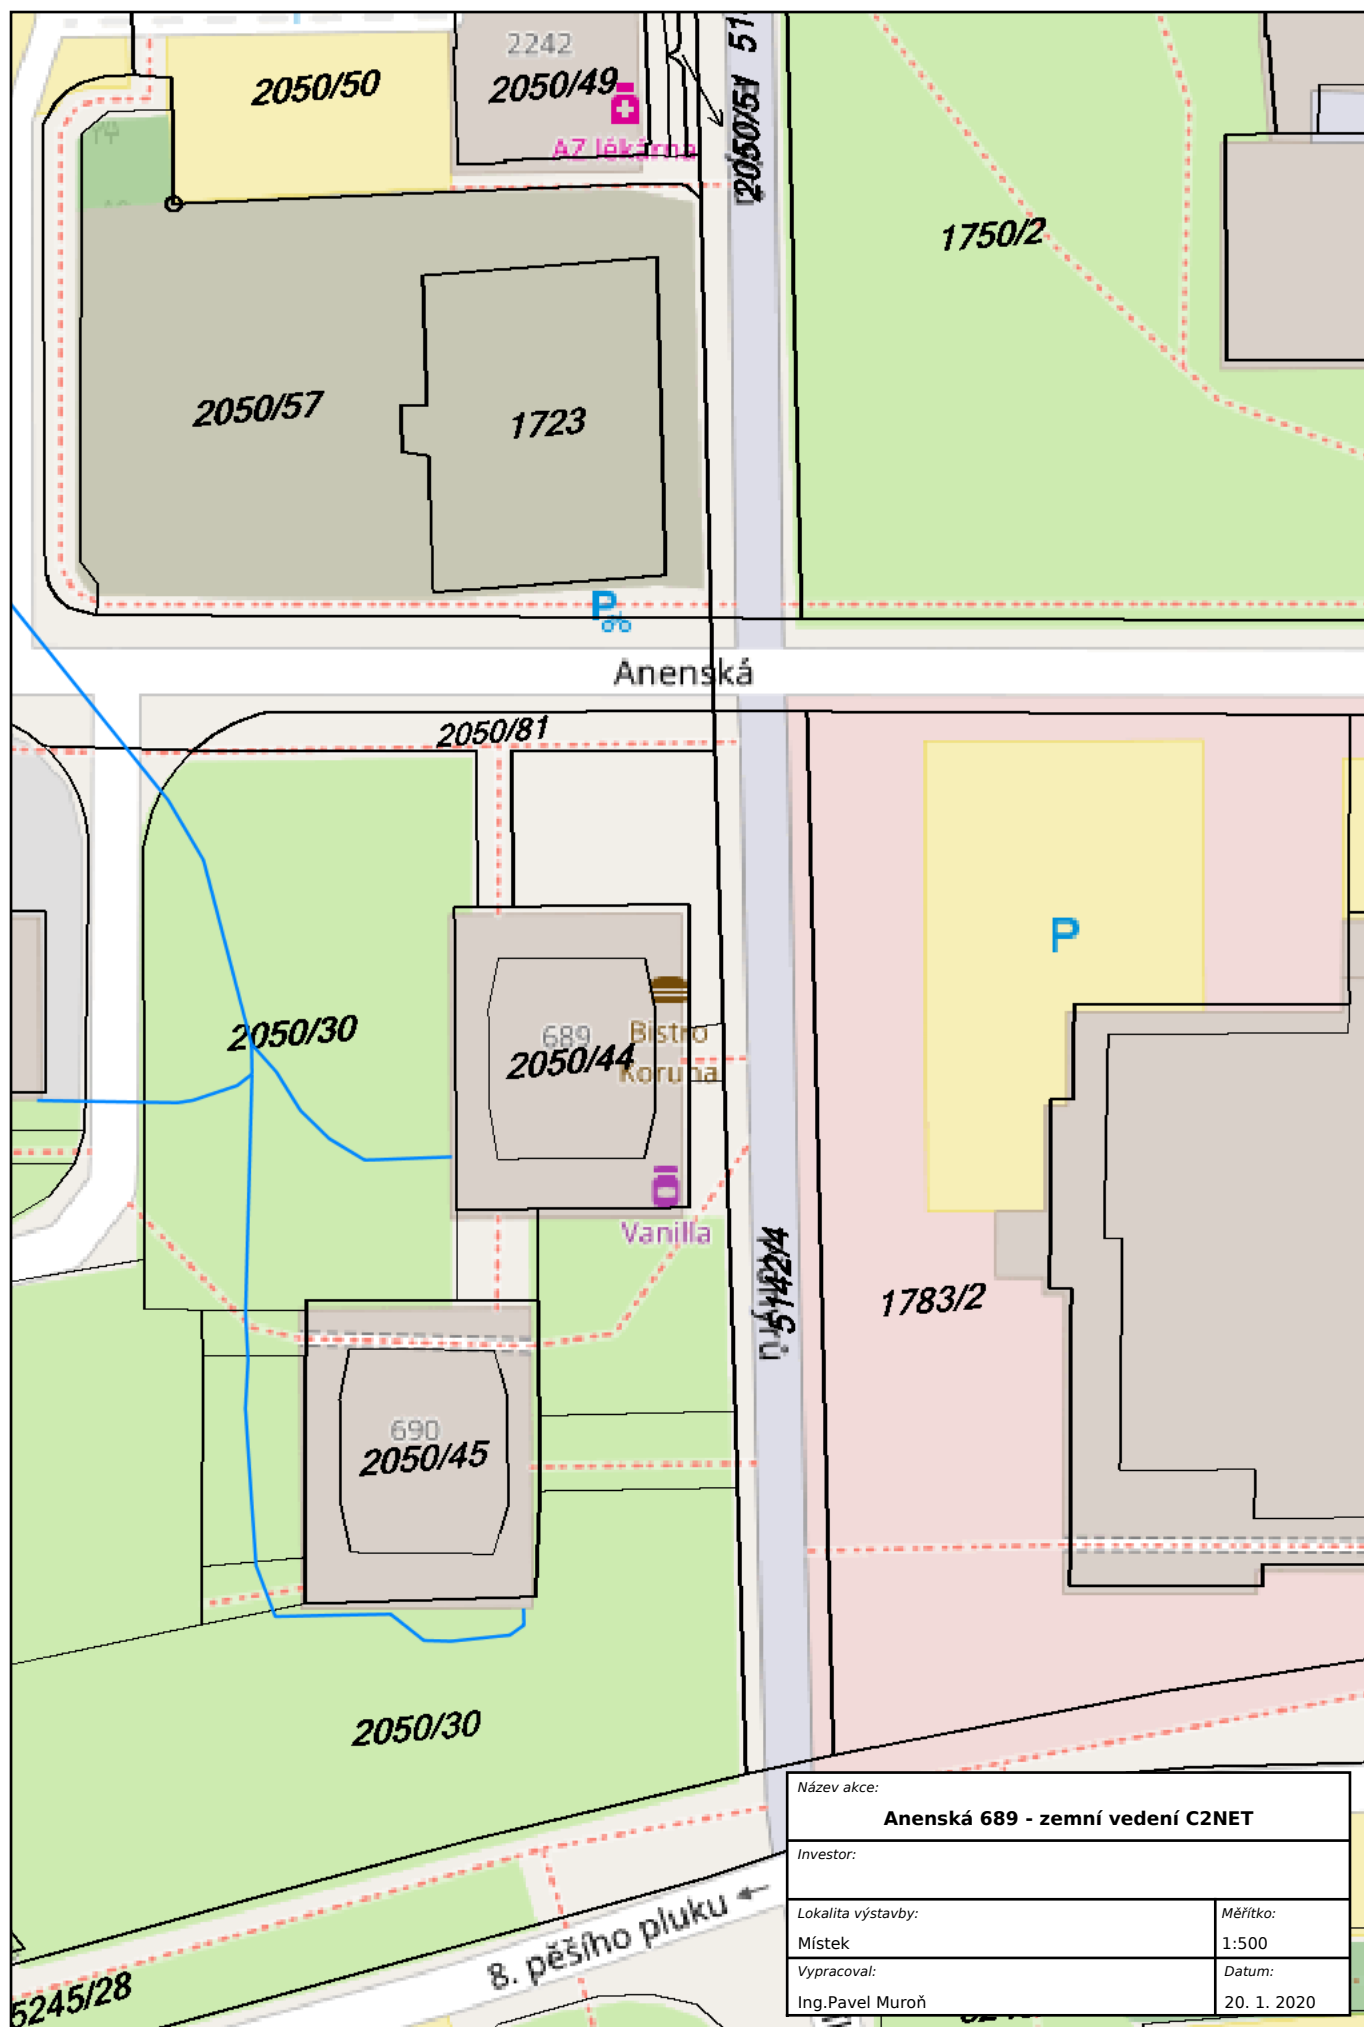 2242
2050/50
2050/49
AZ lékárna
2050/51
1750/2
2050/57
1723
P
Anenská
2050/81
P
689
2050/44
Bistro
Koruna
2050/30
Vanilla
5142/4
1783/2
690
2050/45
2050/30
8. pěšího pluku
5245/28
Název akce:
Anenská 689 - zemní vedení C2NET
Investor:
Lokalita výstavby:
Místek
Měřítko:
1:500
Vypracoval:
Ing.Pavel Muroň
Datum:
20. 1. 2020